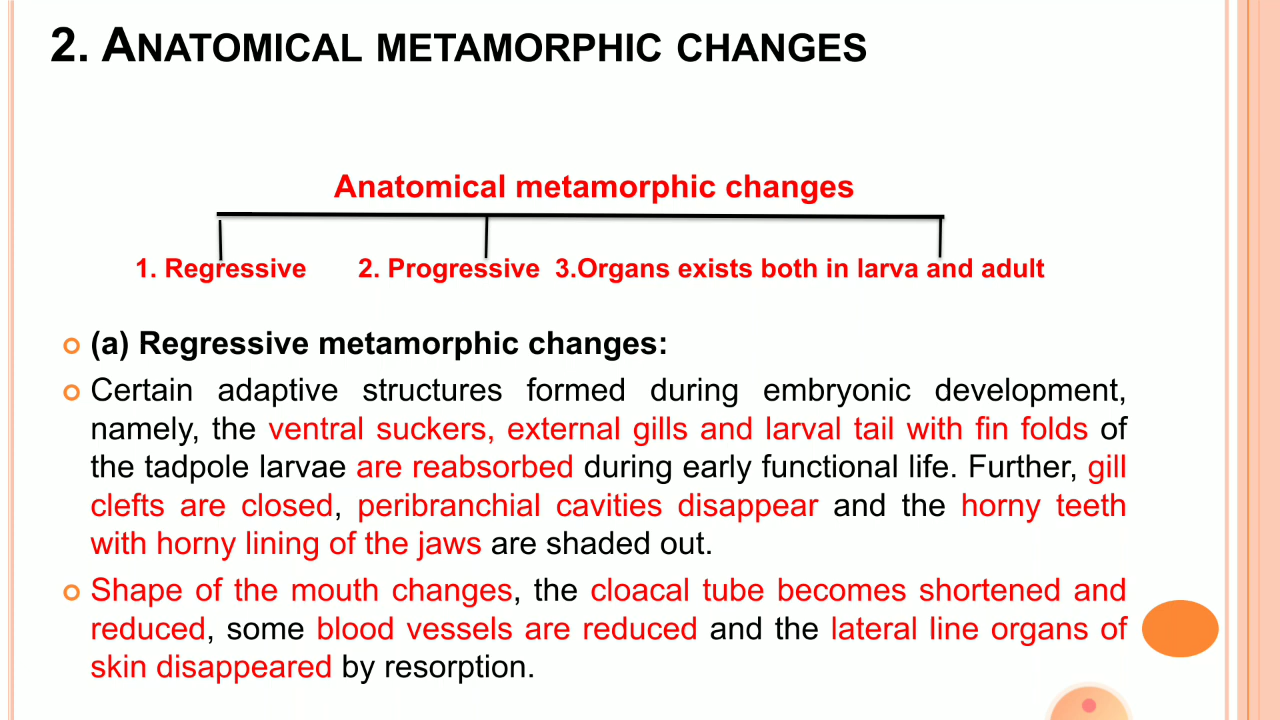 2. ANATOMICAL METAMORPHIC CHANGES
Anatomical metamorphic changes
1. Regressive 2. Progressive 3.Organs exists both in larva and adult
(a) Regressive metamorphic changes:
Certain adaptive structures formed during embryonic development,
namely, the ventral suckers, external gills and larval tail with fin folds of
the tadpole larvae are reabsorbed during early functional life. Further, gill
clefts are closed, peribranchial cavities disappear and the horny teeth
with horny lining of the jaws are shaded out.
Shape of the mouth changes, the cloacal tube becomes shortened and
reduced, some blood vessels are reduced and the lateral line organs of
skin disappeared by resorption.